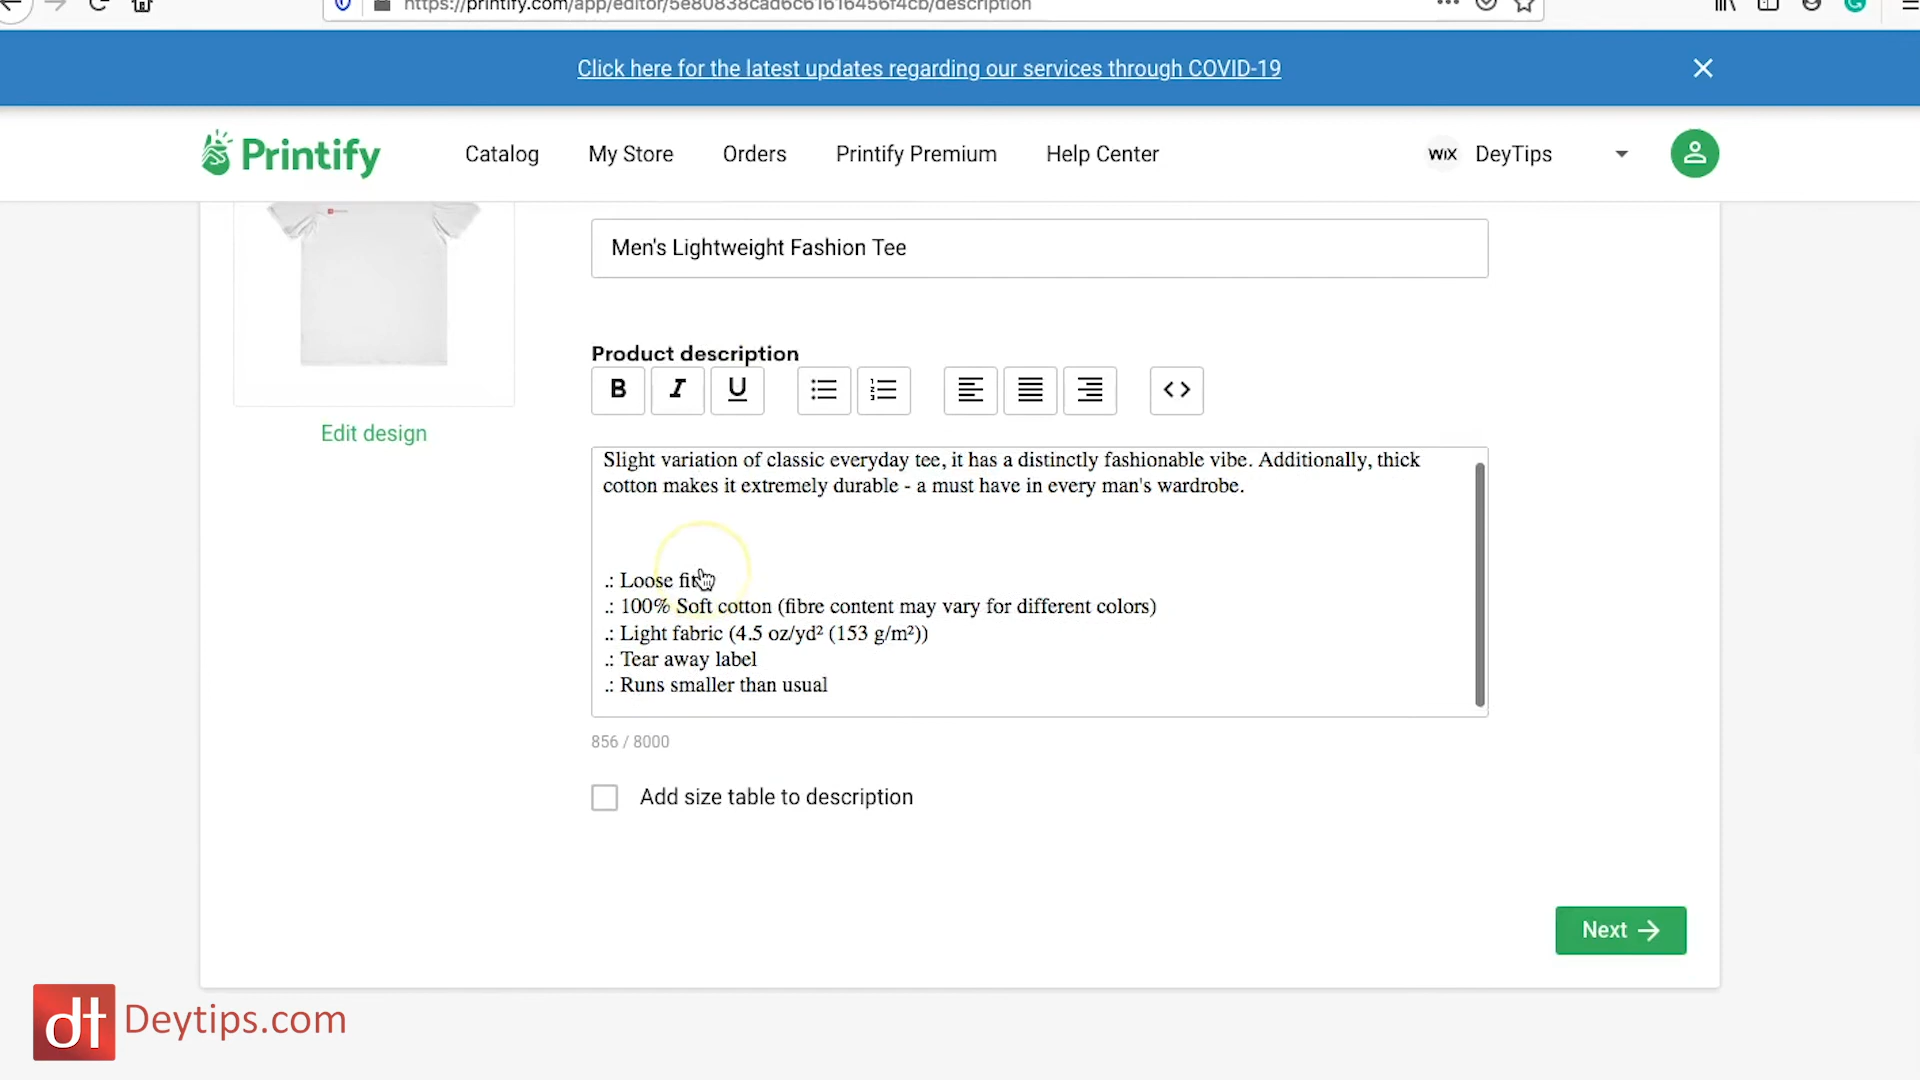 https://printify.com/app/editor/5e80838cad6c61616456f4cb/description
Click here for the latest updates regarding our services through COVID-19
Printify
Catalog
My Store
Orders
Printify Premium
Help Center
WiX
DeyTips
Men's Lightweight Fashion Tee
Product description
B I U
Edit design
Slight variation of classic everyday tee, it has a distinctly fashionable vibe. Additionally, thick
cotton makes it extremely durable - a must have in every man's wardrobe.
.: Loose fit
.: 100% Soft cotton (fibre content may vary for different colors)
.: Light fabric (4.5 oz/yd² (153 g/m²))
.: Tear away label
.: Runs smaller than usual
856 / 8000
Add size table to description
Next
dt Deytips.com